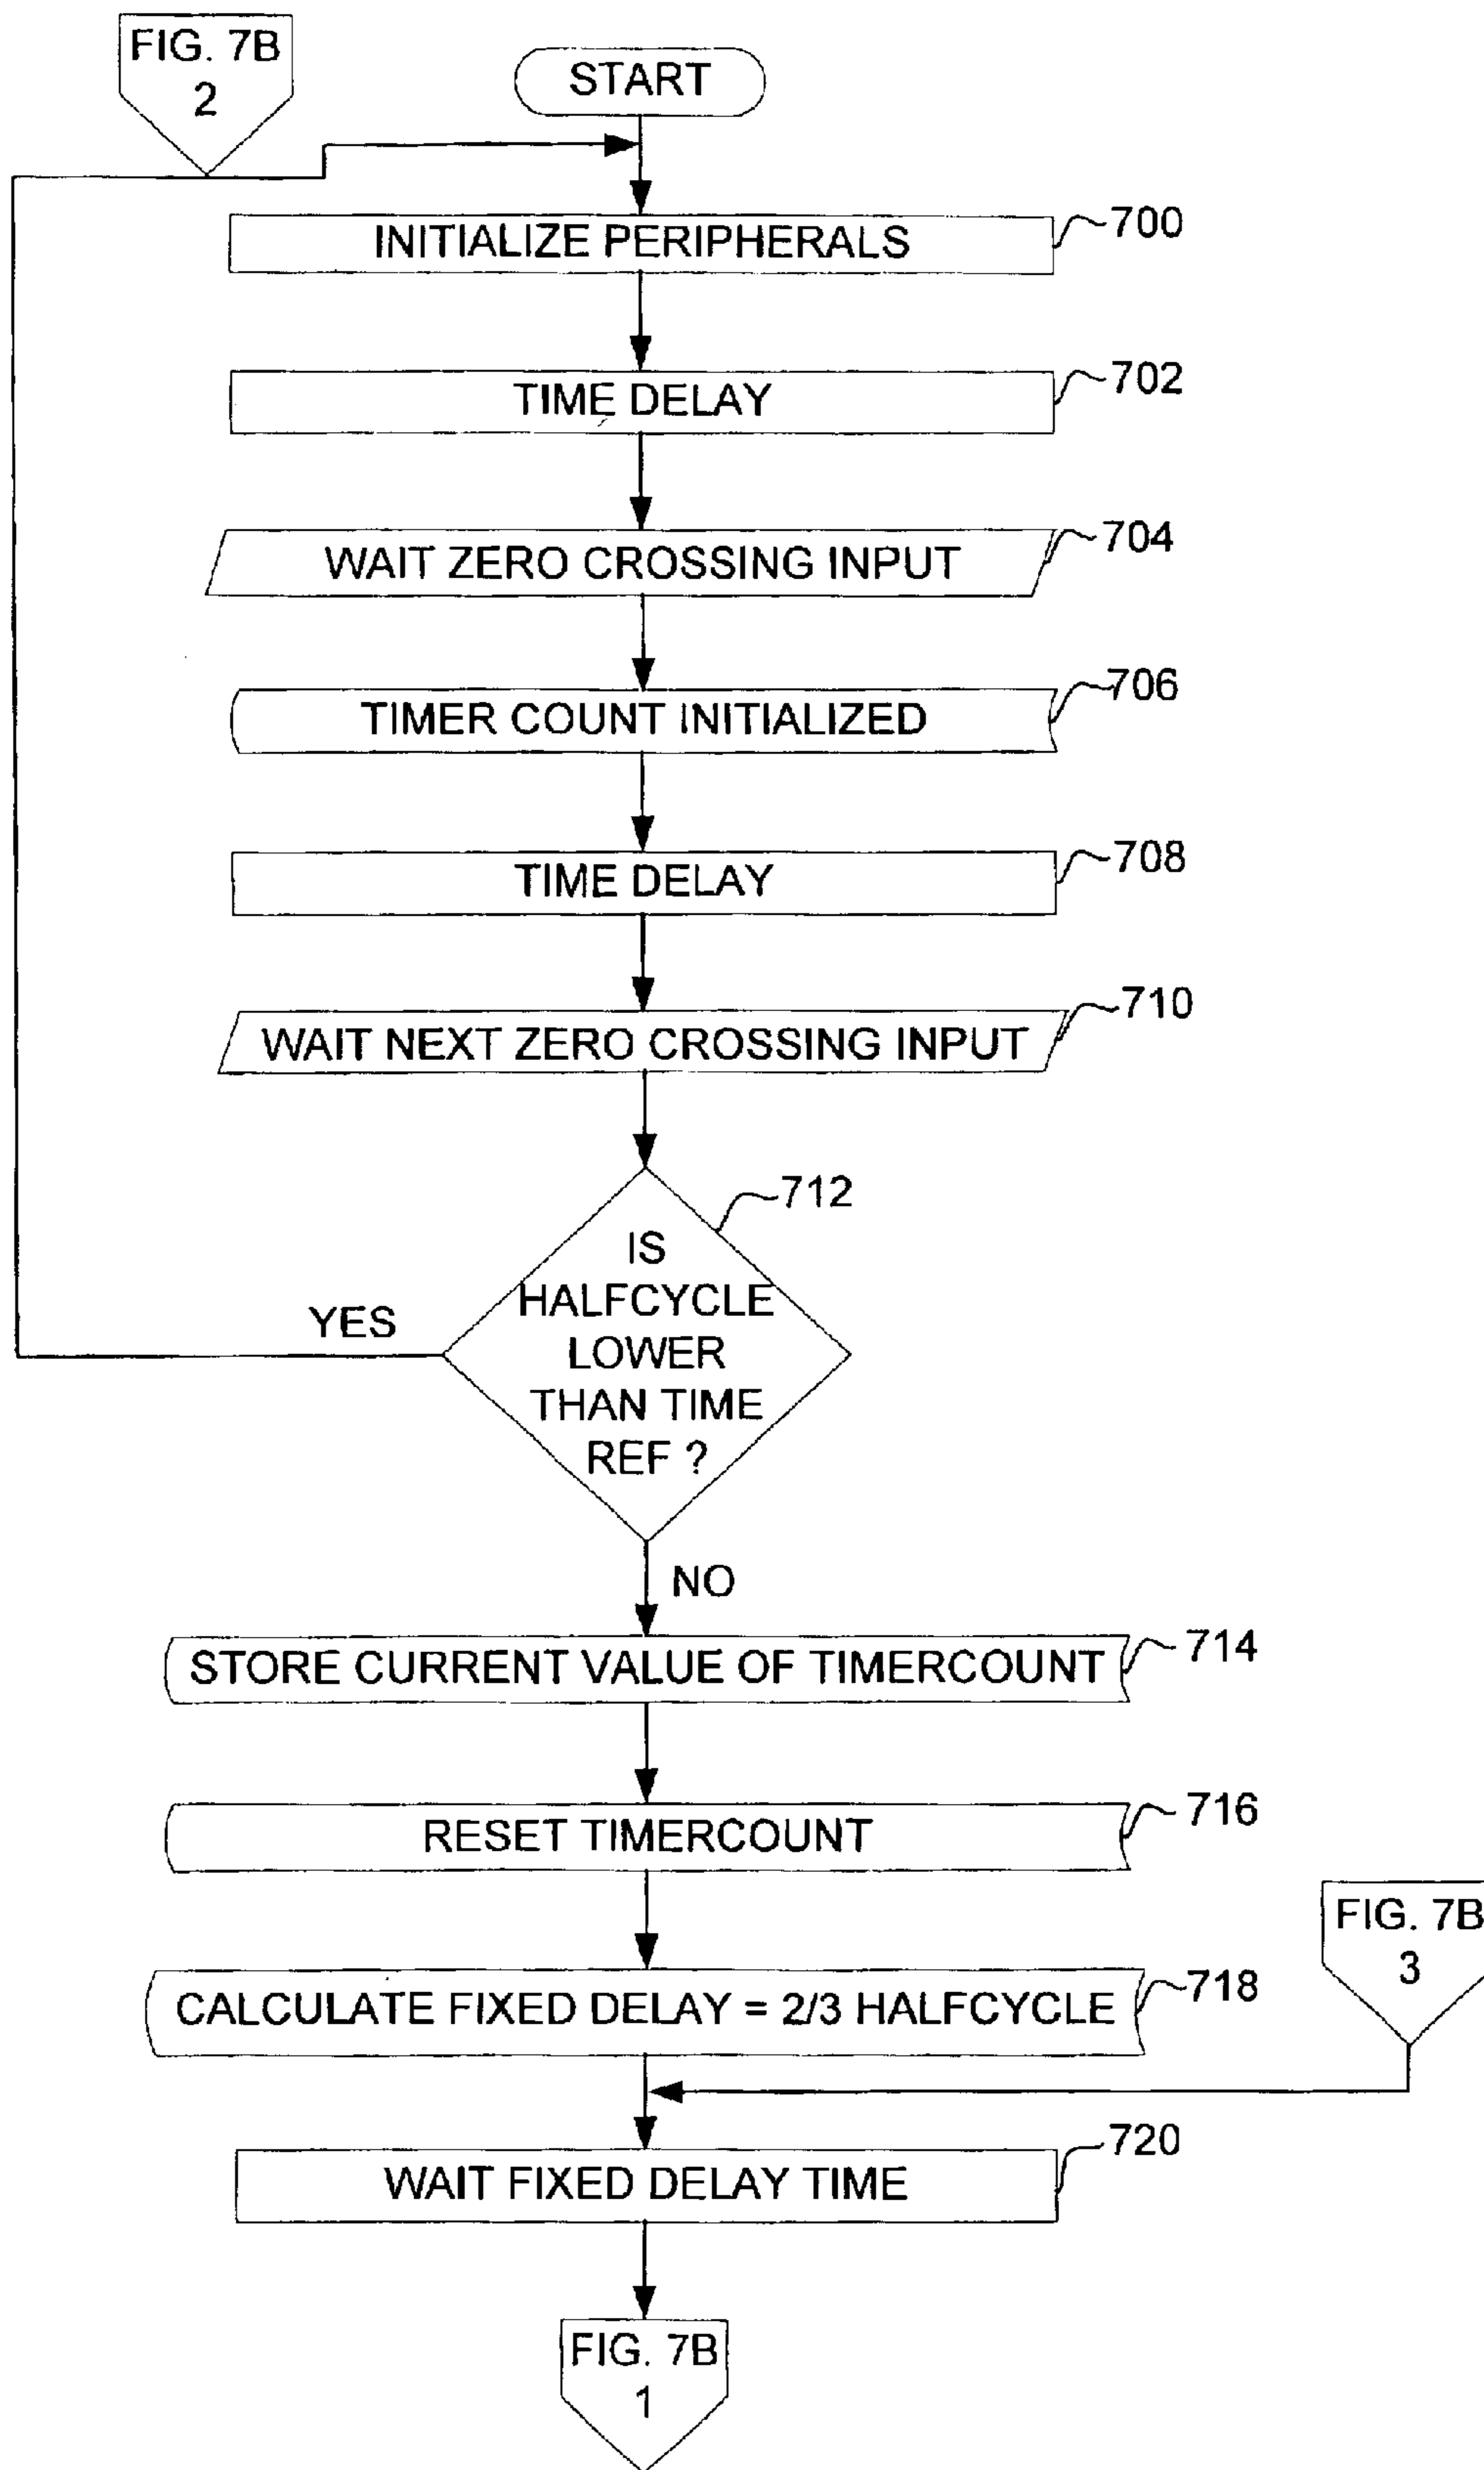 FIG. 7B
2
START
INITIALIZE PERIPHERALS
700
TIME DELAY
702
WAIT ZERO CROSSING INPUT
704
TIMER COUNT INITIALIZED
706
TIME DELAY
708
WAIT NEXT ZERO CROSSING INPUT
710
712
IS
HALFCYCLE
LOWER
THAN TIME
REF ?
YES
NO
STORE CURRENT VALUE OF TIMERCOUNT
714
RESET TIMERCOUNT
716
FIG. 7B
3
CALCULATE FIXED DELAY = 2/3 HALFCYCLE
718
WAIT FIXED DELAY TIME
720
FIG. 7B
1